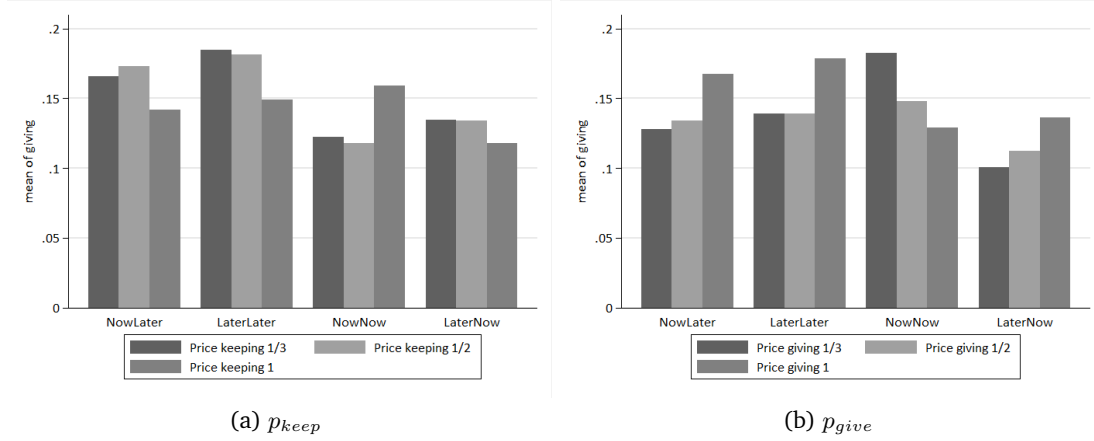 .2
.15
.1
.05
0
mean of giving
NowLater LaterLater NowNow LaterNow
Price keeping 1/3 Price keeping 1/2
Price keeping 1
(a) p_keep
.2
.15
.1
.05
0
mean of giving
NowLater LaterLater NowNow LaterNow
Price giving 1/3 Price giving 1/2
Price giving 1
(b) p_give